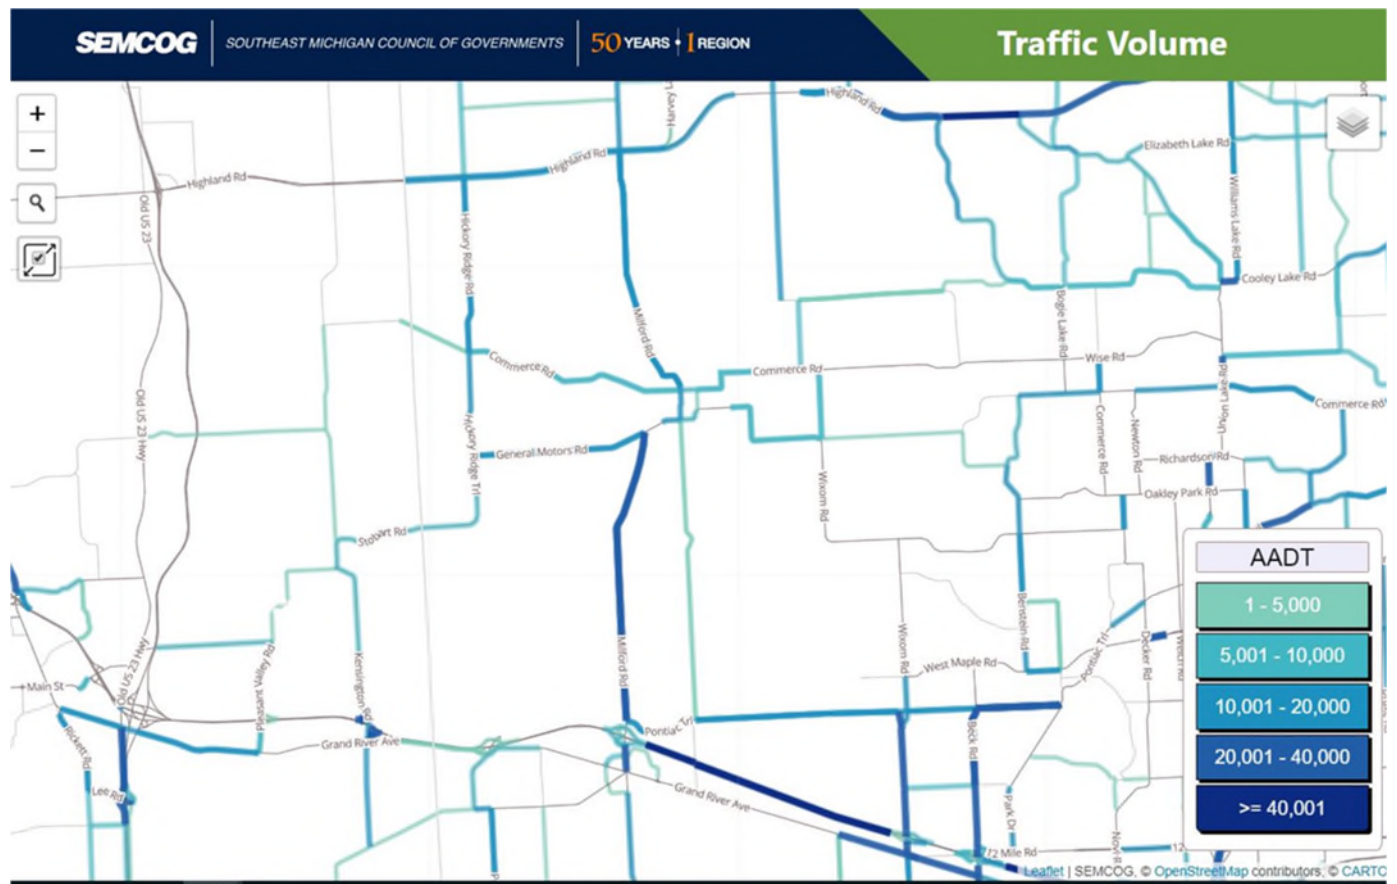 SEMCOG
SOUTHEAST MICHIGAN COUNCIL OF GOVERNMENTS
50 YEARS • 1 REGION
Traffic Volume
+
−
Highland Rd
Harvey L
Elizabeth Lake Rd
Highland Rd
Highland Rd
Old US 23
Hickory Ridge Rd
Williams Lake Rd
Cooley Lake Rd
Milford Rd
Bogie Lake Rd
Commerce Rd
Commerce Rd
Wise Rd
Union Lake Rd
Commerce Rd
Old US 23 Hwy
Hickory Ridge Trl
General Motors Rd
Commerce Rd
Newton Rd
Richardson Rd
Wixom Rd
Oakley Park Rd
Stobart Rd
AADT
1 - 5,000
5,001 - 10,000
10,001 - 20,000
20,001 - 40,000
>= 40,001
Benstein Rd
Old US 23 Hwy
Pleasant Valley Rd
Kensington Rd
Milford Rd
Wixom Rd
West Maple Rd
Pontiac Trl
Decker Rd
Main St
Rickett Rd
Grand River Ave
Pontiac Trl
Beck Rd
Lee Rd
Grand River Ave
Park Dr
Novi R
12 Mile Rd
12
P
Leaflet | SEMCOG, © OpenStreetMap contributors, © CARTO